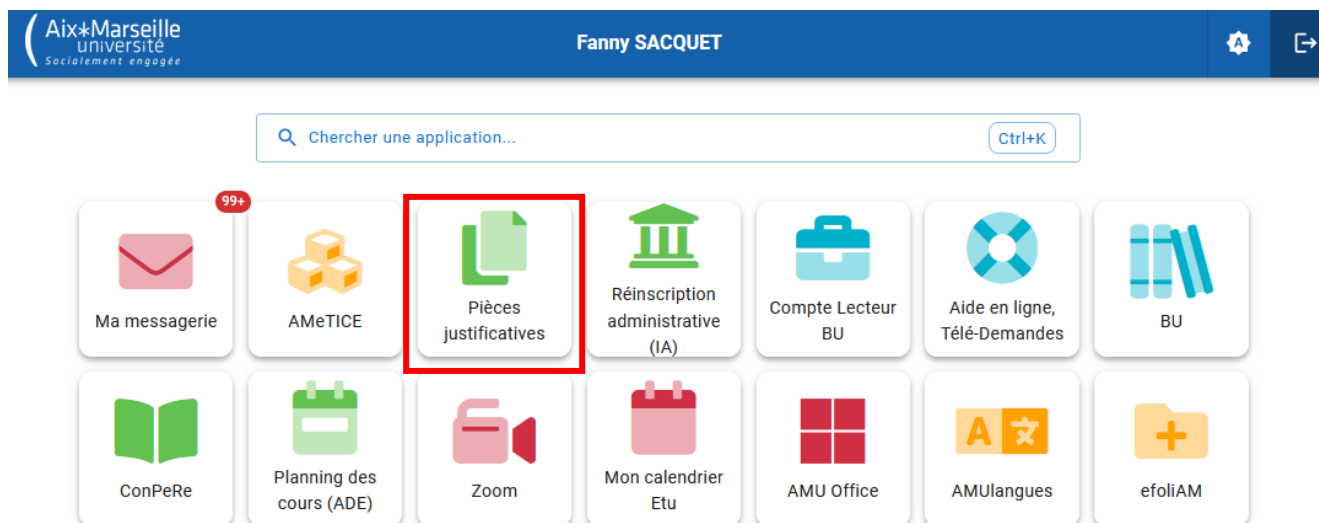 Aix*Marseille
université
Socialement engagée
Fanny SACQUET
A
Chercher une application...
Ctrl+K
99+
Ma messagerie
AMeTICE
Pièces
justificatives
Réinscription
administrative
(IA)
Compte Lecteur
BU
Aide en ligne,
Télé-Demandes
BU
ConPeRe
Planning des
cours (ADE)
Zoom
Mon calendrier
Etu
AMU Office
A 文
AMUlangues
efoliAM